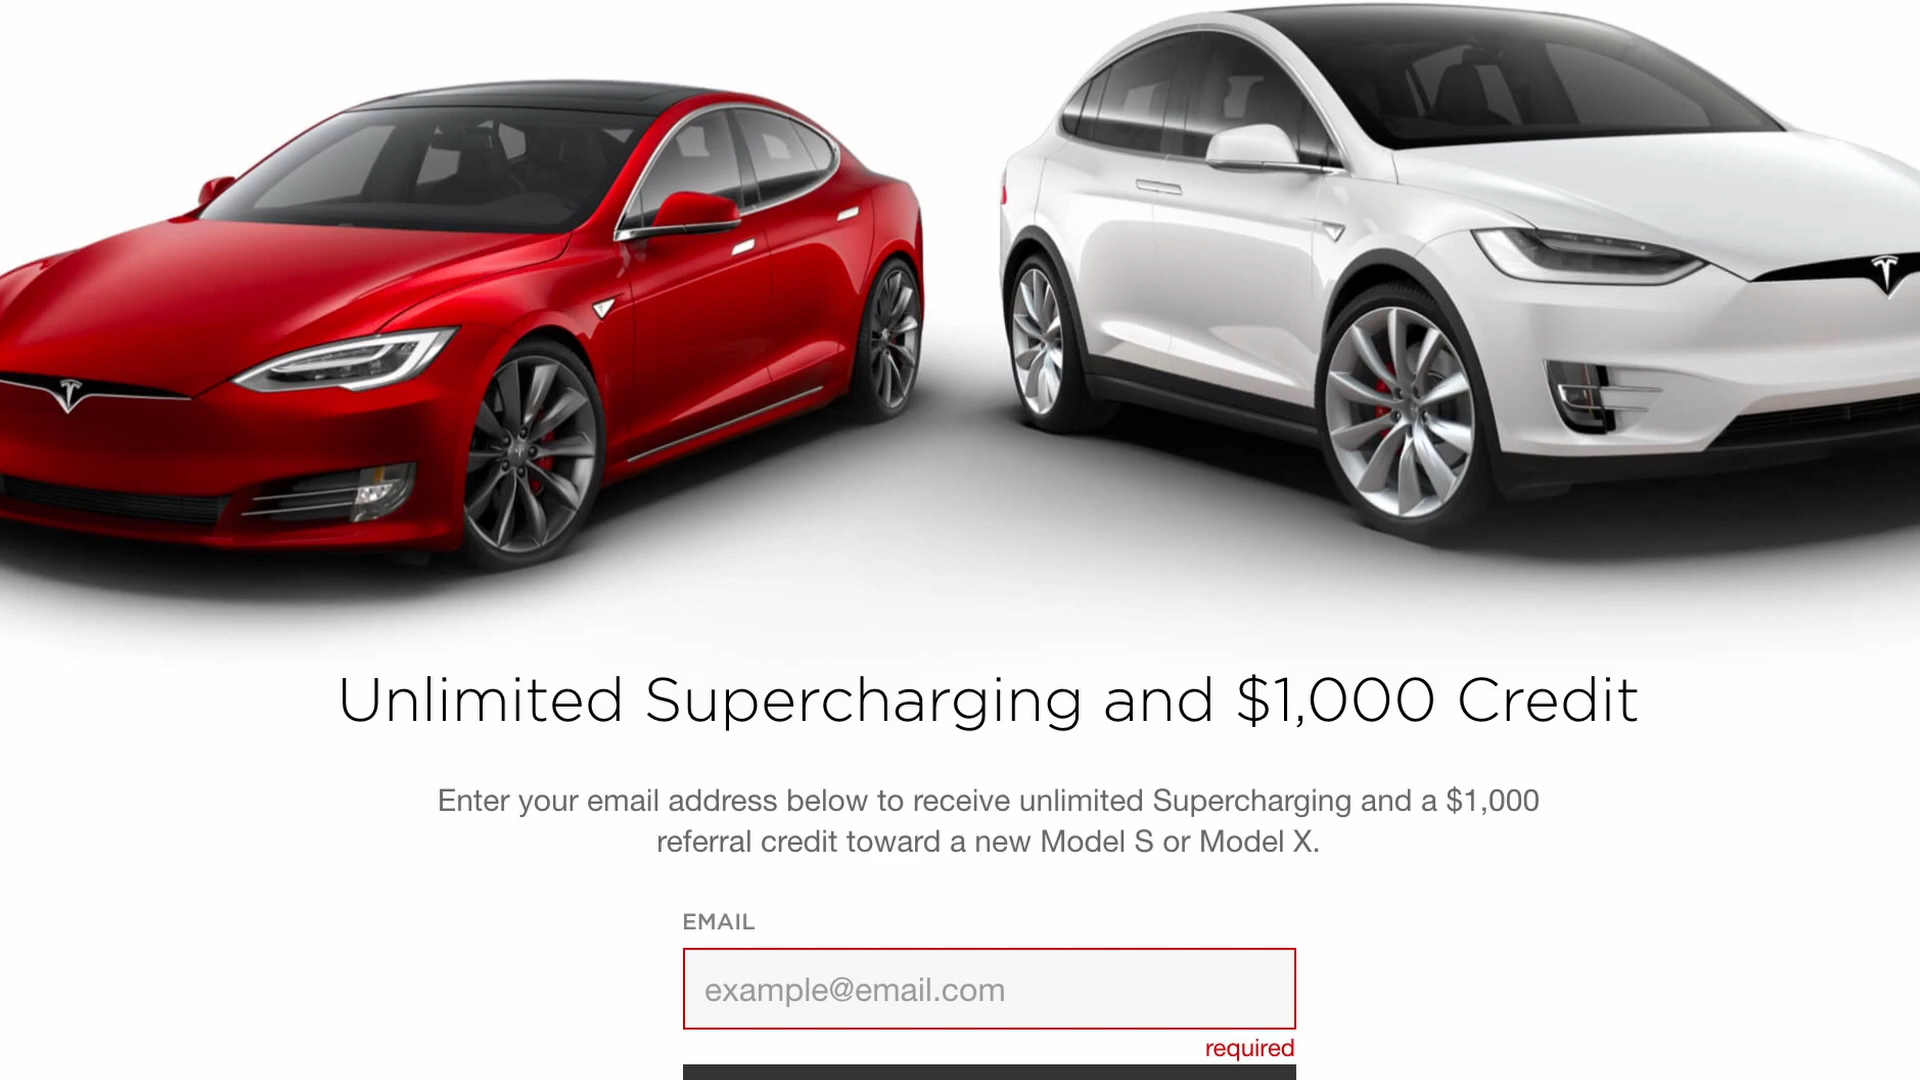 Unlimited Supercharging and $1,000 Credit
Enter your email address below to receive unlimited Supercharging and a $1,000
referral credit toward a new Model S or Model X.
EMAIL
example@email.com
required